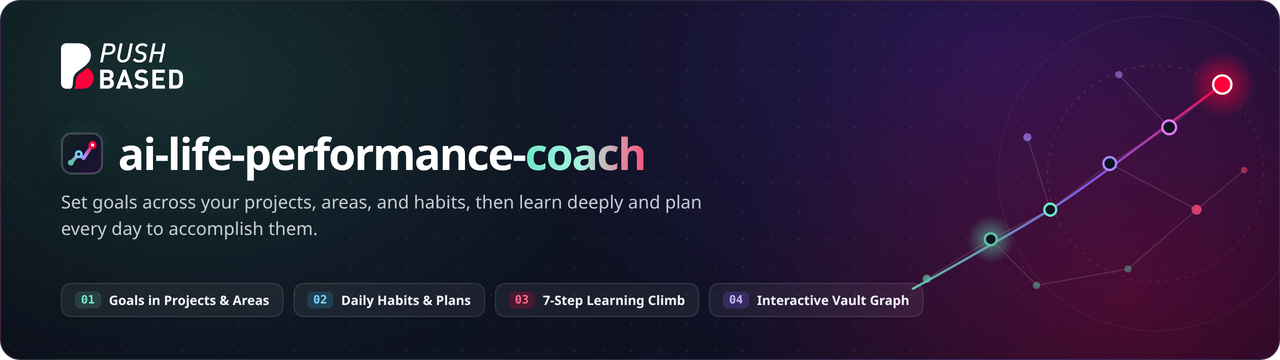 PUSH
BASED
ai-life-performance-coach
Set goals across your projects, areas, and habits, then learn deeply and plan
every day to accomplish them.
01 Goals in Projects & Areas
02 Daily Habits & Plans
03 7-Step Learning Climb
04 Interactive Vault Graph